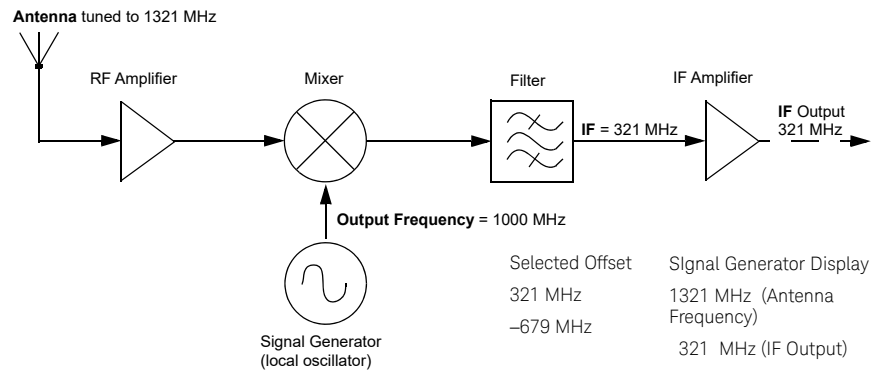 Antenna tuned to 1321 MHz
RF Amplifier
Mixer
Filter
IF Amplifier
IF = 321 MHz
IF Output
321 MHz
Output Frequency = 1000 MHz
Signal Generator
(local oscillator)
Selected Offset
321 MHz
–679 MHz
SIgnal Generator Display
1321 MHz (Antenna
Frequency)
321 MHz (IF Output)